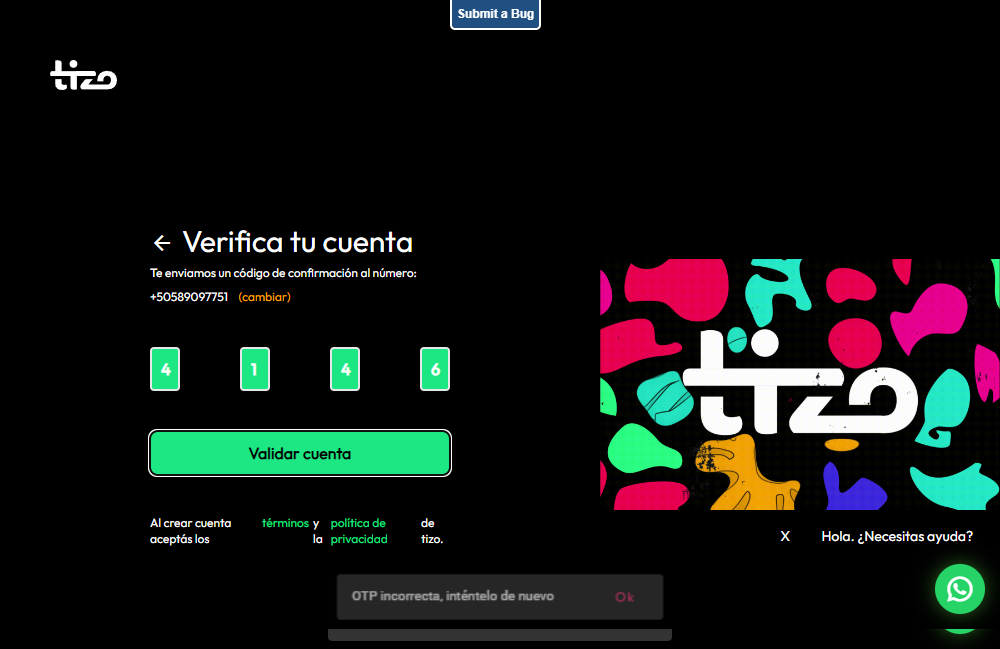 Submit a Bug
tizo
← Verifica tu cuenta
Te enviamos un código de confirmación al número:
+50589097751 (cambiar)
4 1 4 6
Validar cuenta
Al crear cuenta aceptás los términos y la política de privacidad de tizo.
tizo
X Hola. ¿Necesitas ayuda?
OTP incorrecta, inténtelo de nuevo Ok